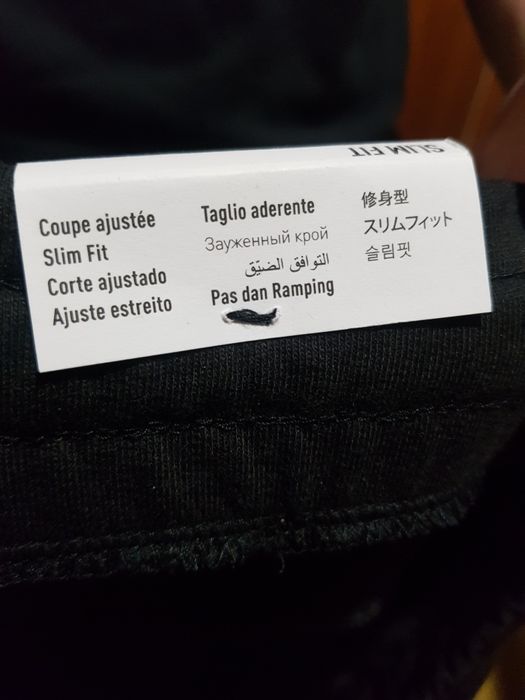 SLIM FIT
Coupe ajustée
Slim Fit
Corte ajustado
Ajuste estreito
Taglio aderente
Зауженный крой
التوافق الضيّق
Pas dan Ramping
修身型
スリムフィット
슬림핏